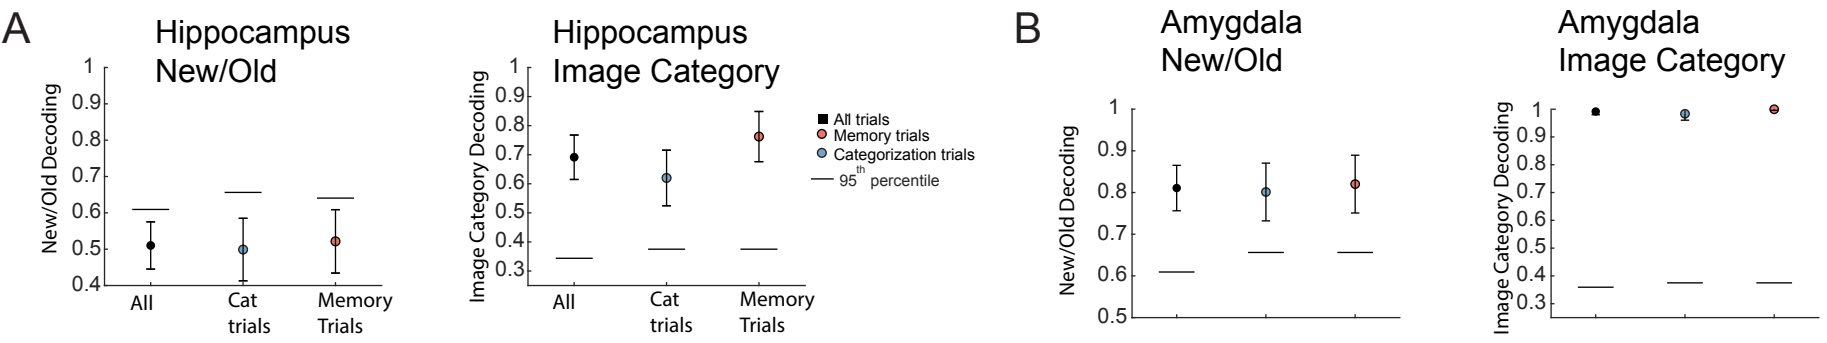 A
Hippocampus
New/Old
New/Old Decoding
1
0.9
0.8
0.7
0.6
0.5
0.4
All
Cat
trials
Memory
Trials
Hippocampus
Image Category
Image Category Decoding
1
0.9
0.8
0.7
0.6
0.5
0.4
0.3
All
Cat
trials
Memory
Trials
All trials
Memory trials
Categorization trials
95th percentile
B
Amygdala
New/Old
New/Old Decoding
1
0.9
0.8
0.7
0.6
0.5
Amygdala
Image Category
Image Category Decoding
1
0.9
0.8
0.7
0.6
0.5
0.4
0.3